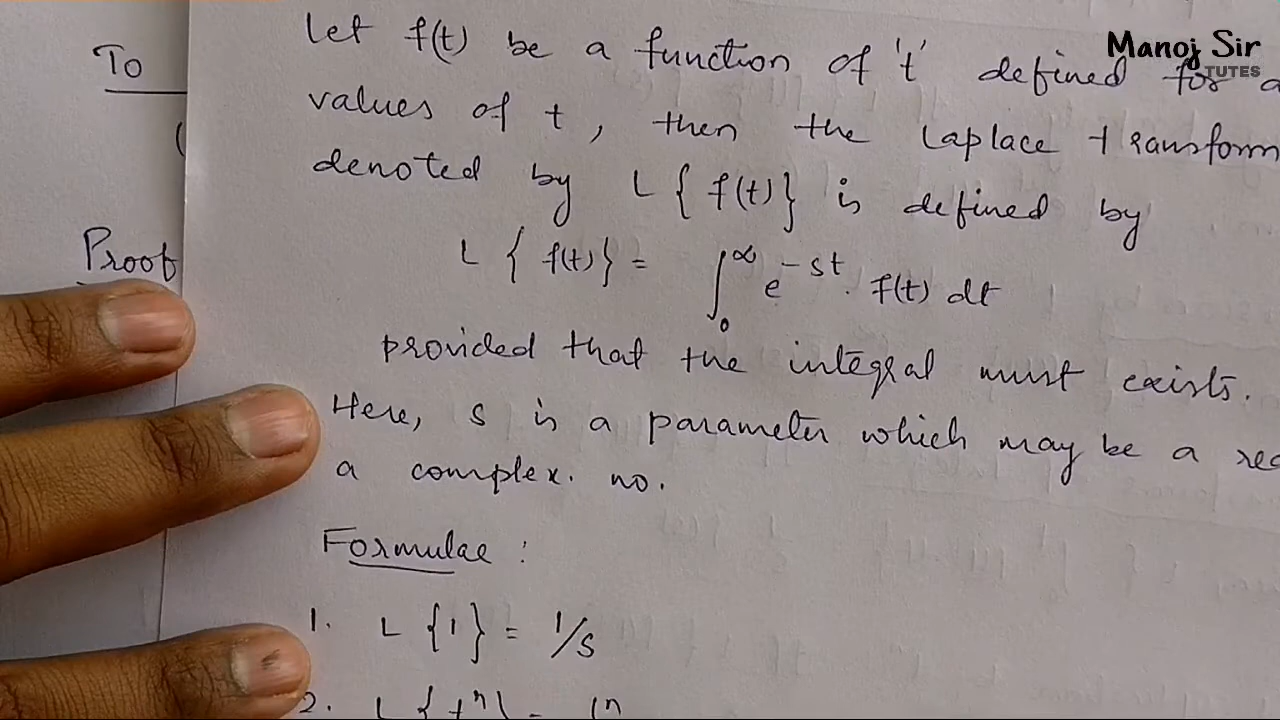 Manoj Sir
TUTES
To
(
Proof
Let f(t) be a function of 't' defined for a
values of t, then the Laplace transform
denoted by L{f(t)} is defined by
L{f(t)} = ∫₀^∞ e^{-st}. f(t) dt
provided that the integral must exists.
Here, s is a parameter which may be a rea
a complex. no.
Formulae :
1. L{1} = 1/s
2. L{t^n} =